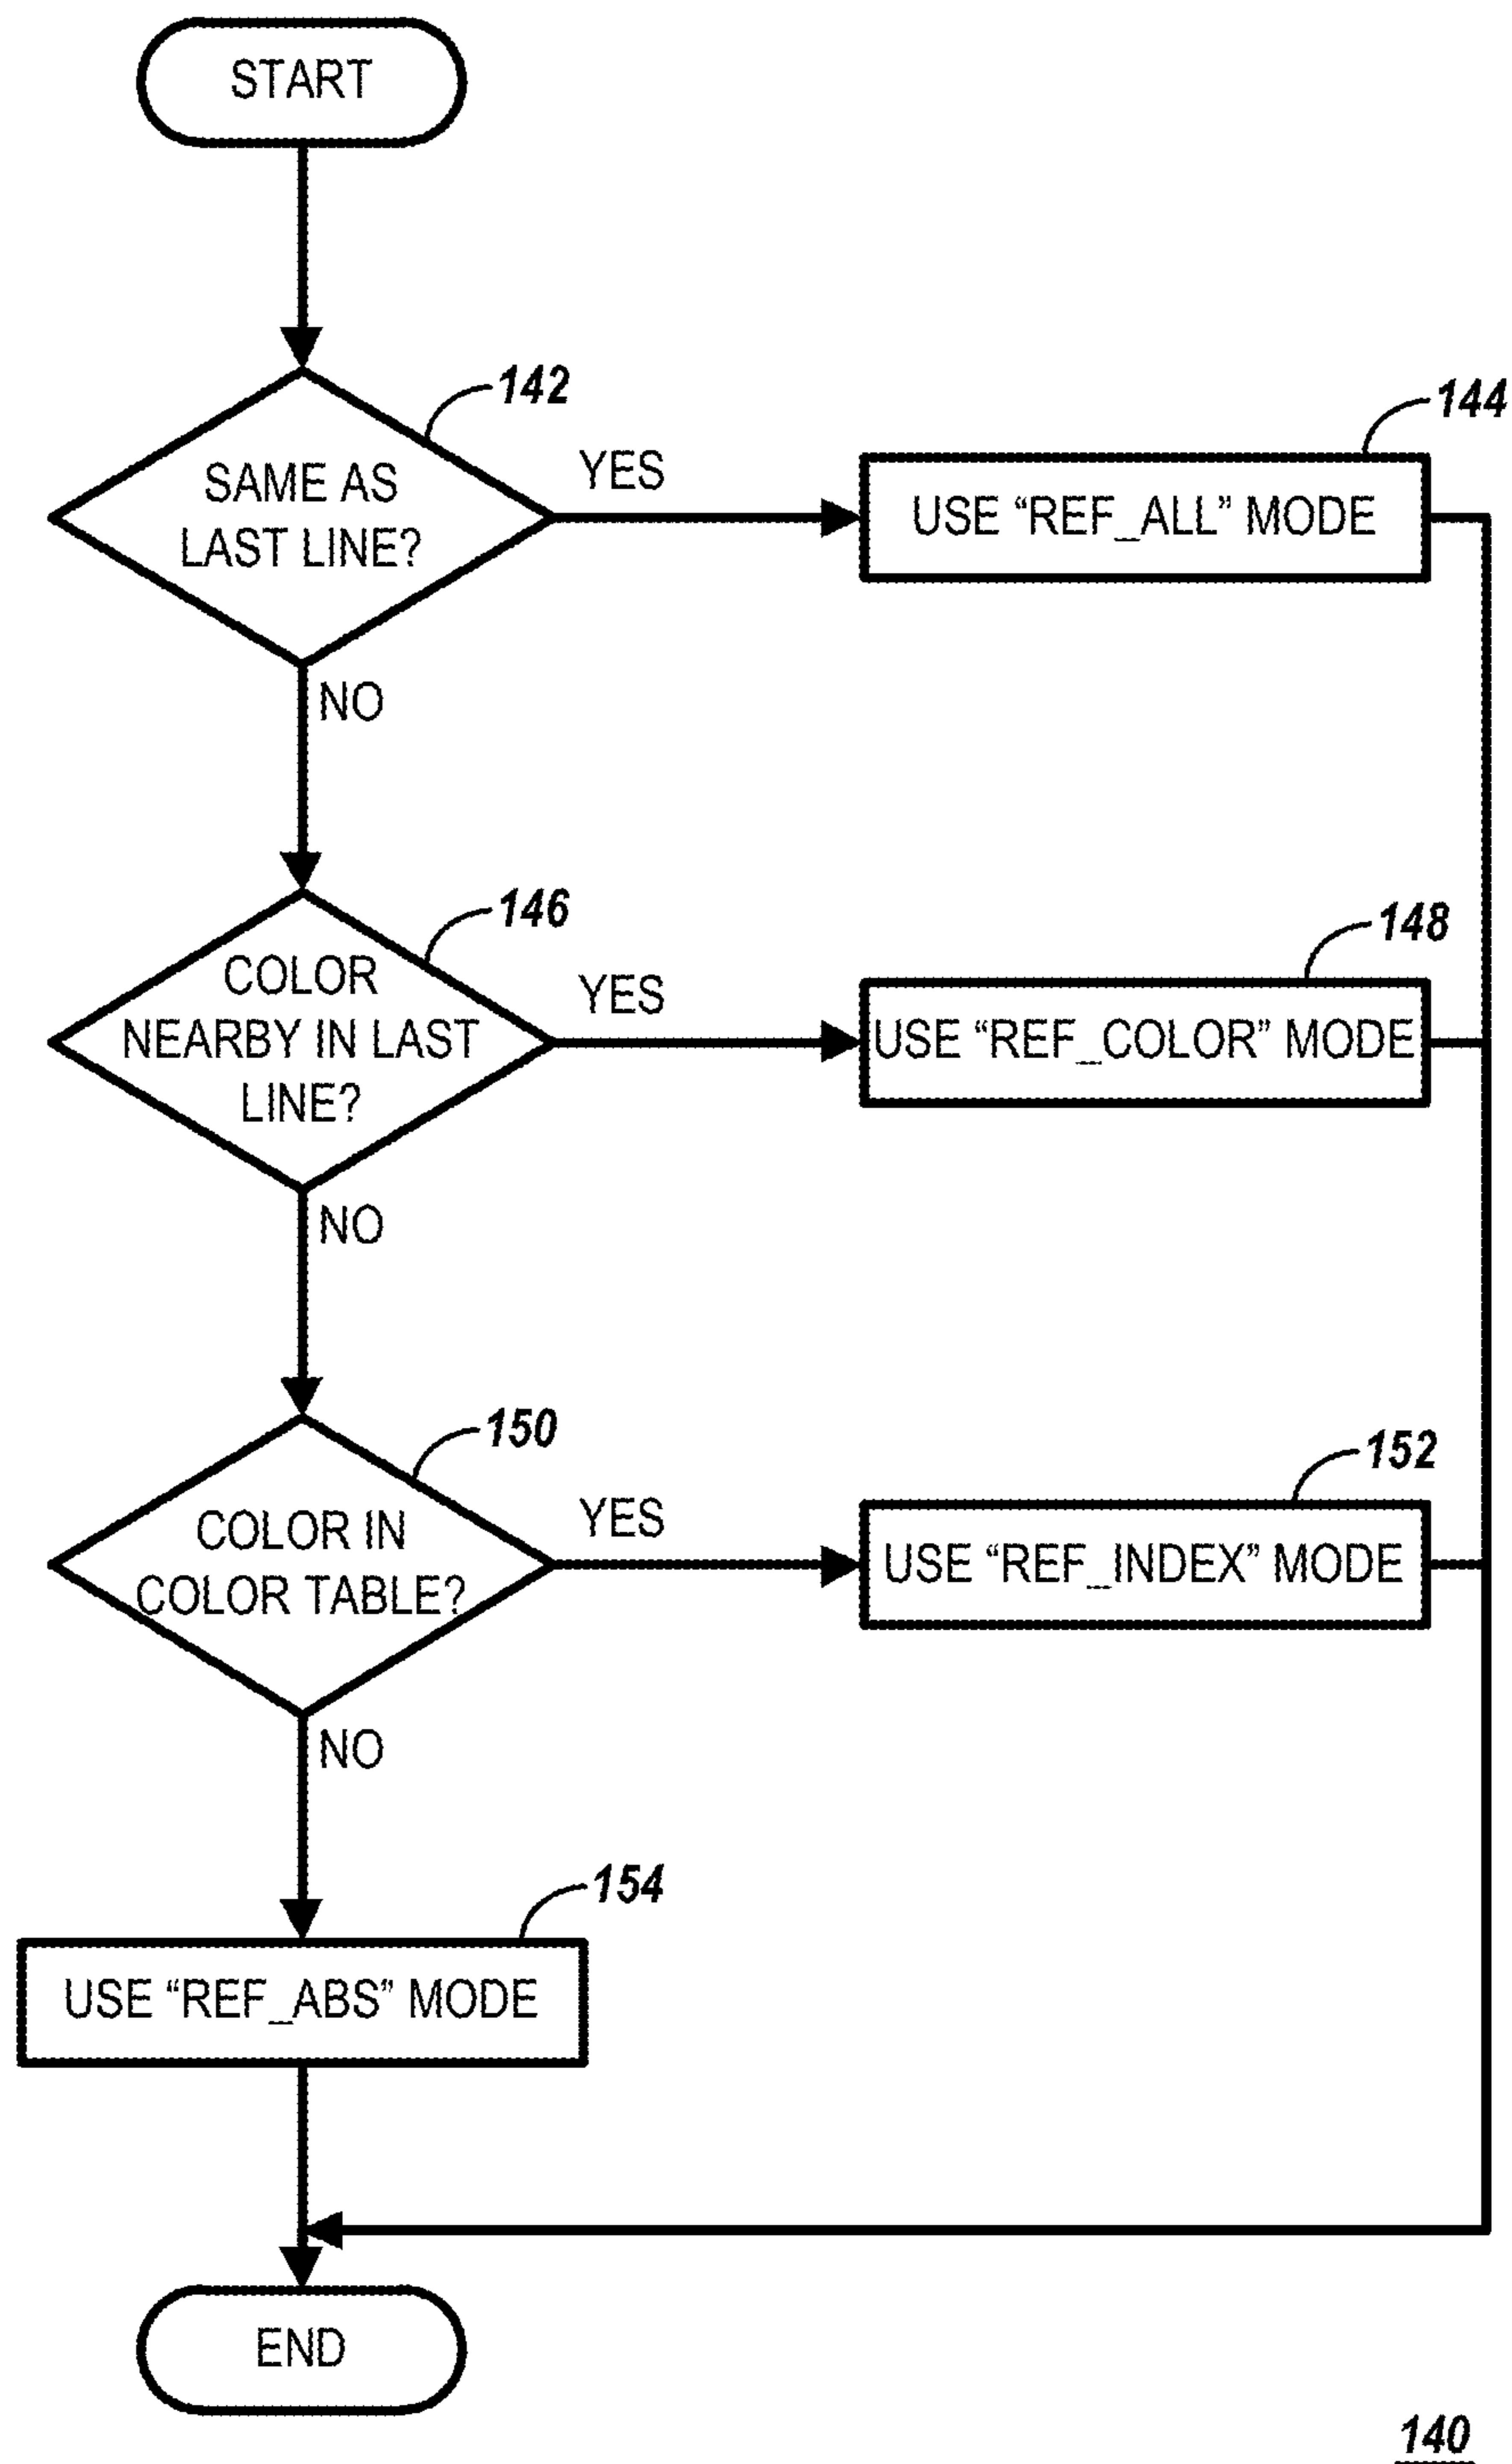 START
142
SAME AS
LAST LINE?
YES
144
USE “REF_ALL” MODE
NO
146
COLOR
NEARBY IN LAST
LINE?
YES
148
USE “REF_COLOR” MODE
NO
150
COLOR IN
COLOR TABLE?
YES
152
USE “REF_INDEX” MODE
NO
154
USE “REF_ABS” MODE
END
140